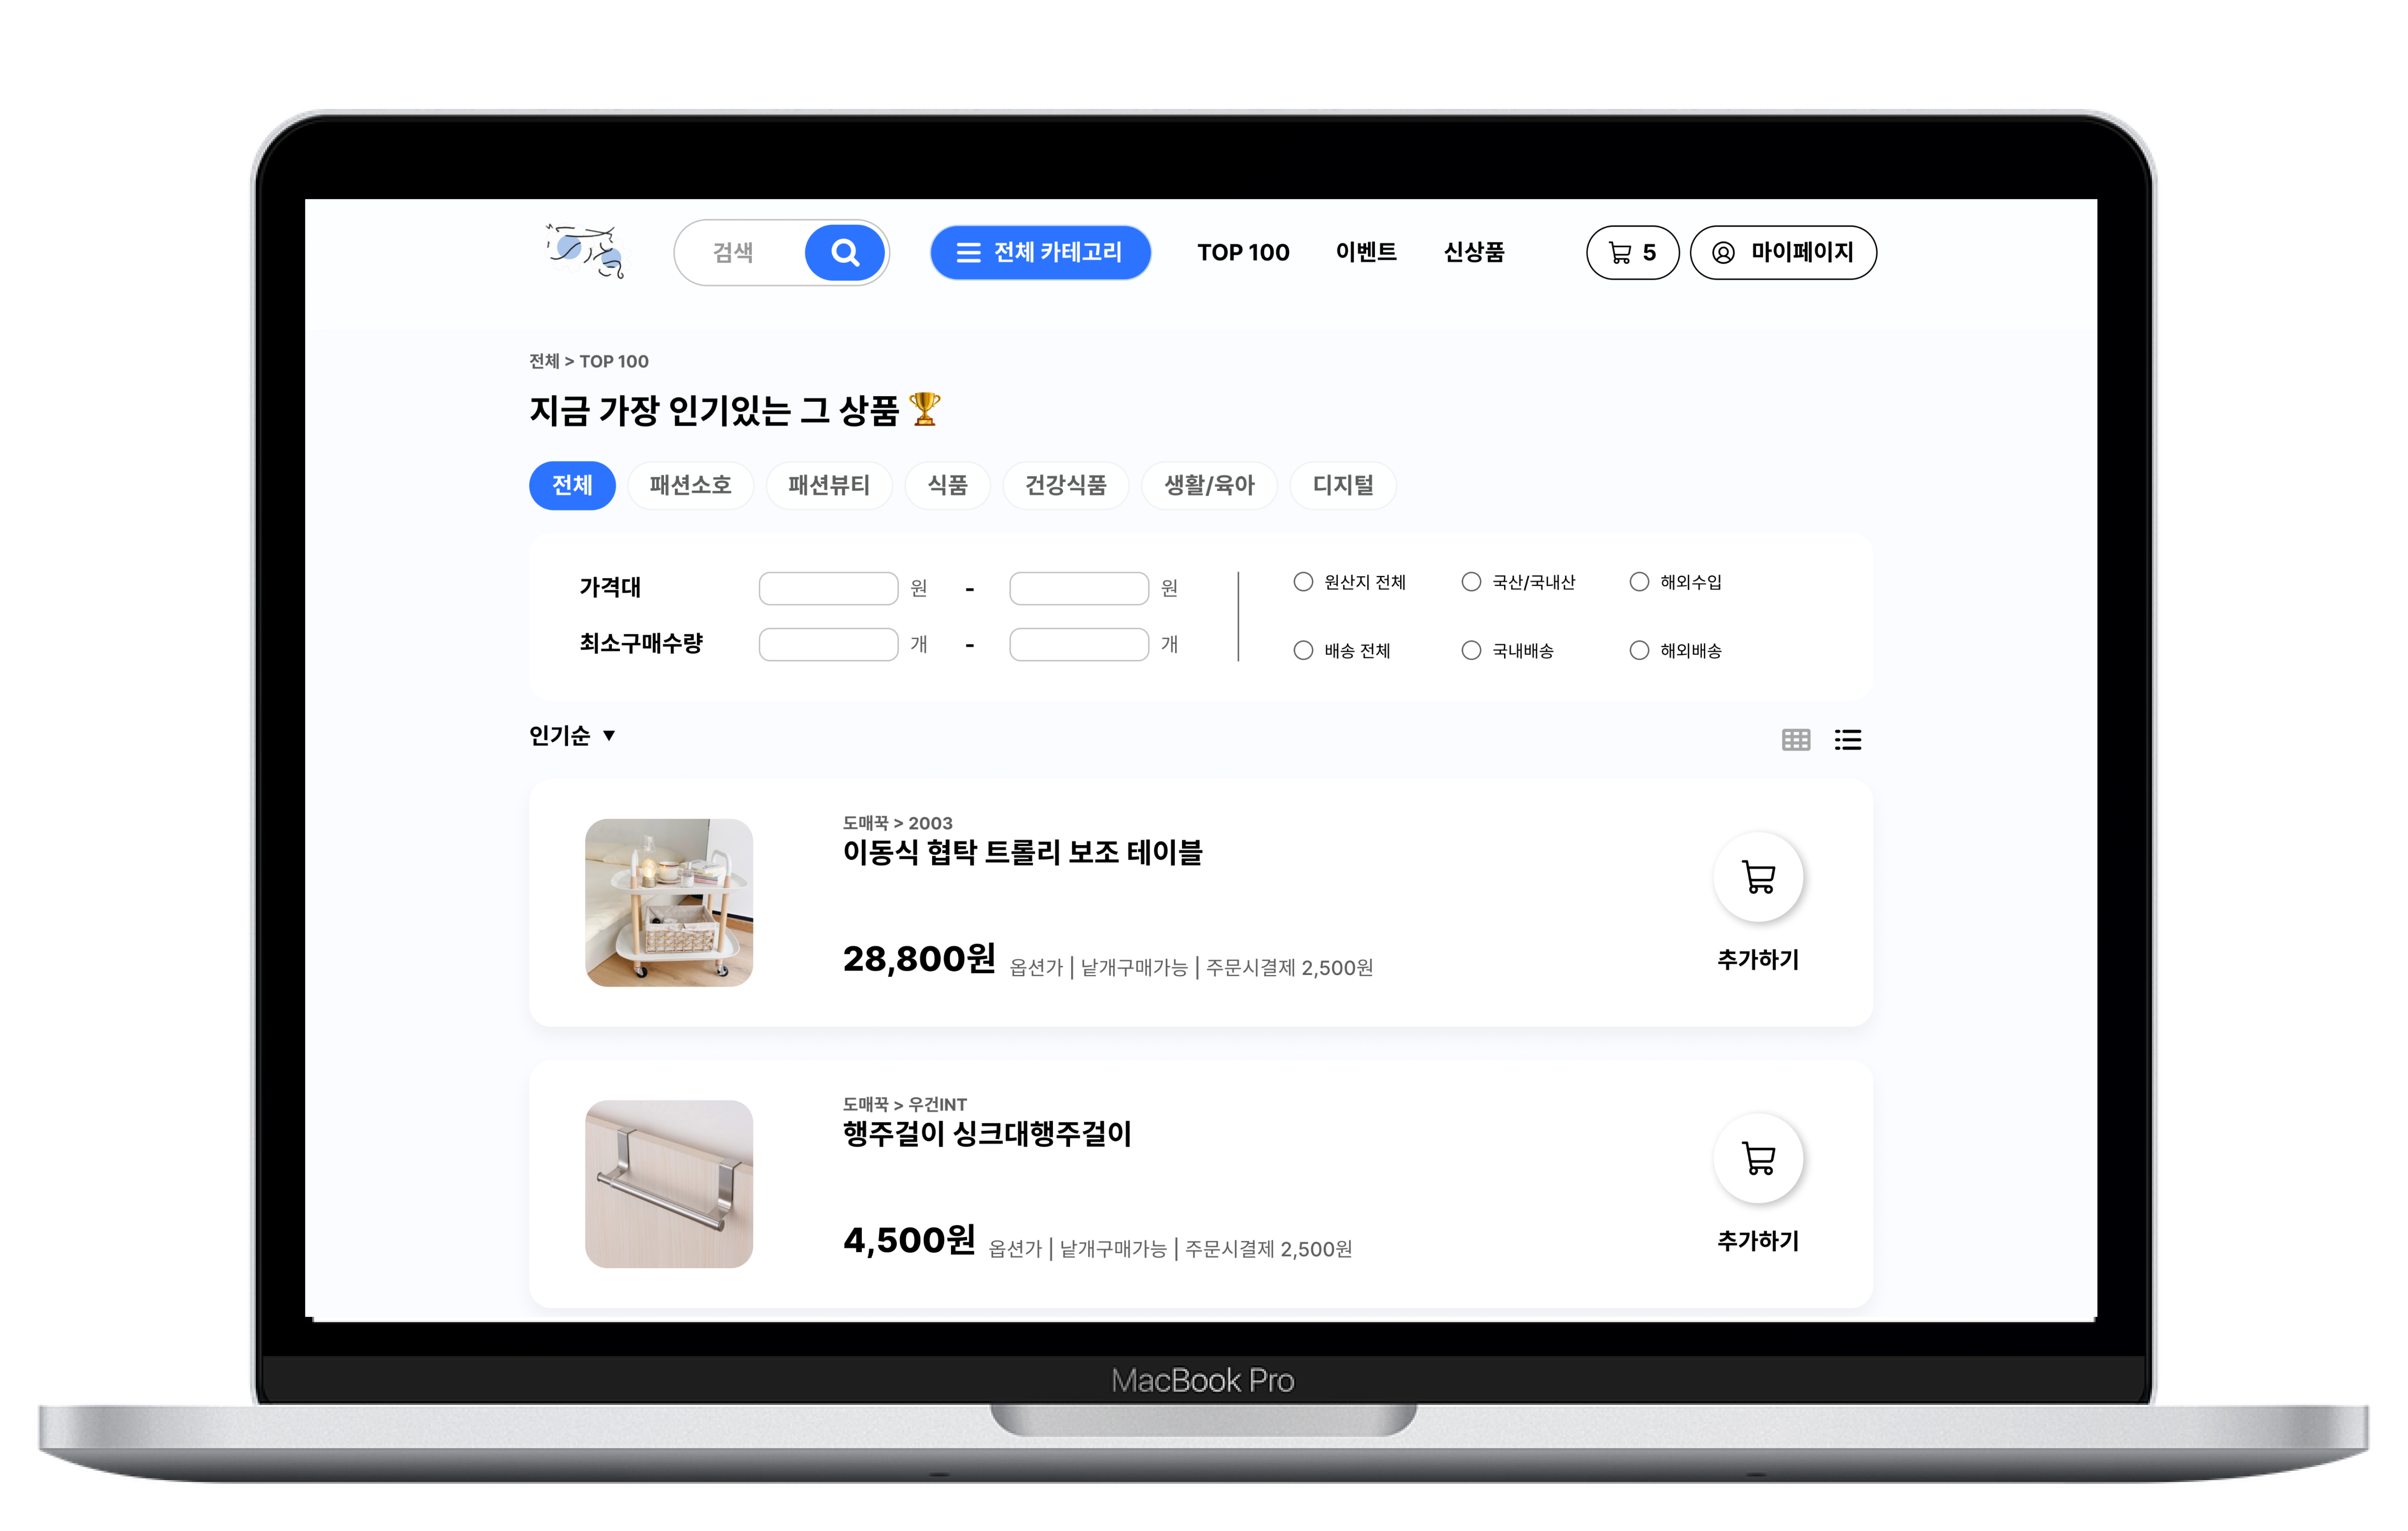 검색 전체 카테고리 TOP 100 이벤트 신상품 5 마이페이지
전체 > TOP 100
지금 가장 인기있는 그 상품 🏆
전체 패션소호 패션뷰티 식품 건강식품 생활/육아 디지털
가격대 원 - 원 원산지 전체 국산/국내산 해외수입
최소구매수량 개 - 개 배송 전체 국내배송 해외배송
인기순 ▼
도매꾹 > 2003
이동식 협탁 트롤리 보조 테이블
28,800원 옵션가 | 낱개구매가능 | 주문시결제 2,500원
추가하기
도매꾹 > 우건INT
행주걸이 싱크대행주걸이
4,500원 옵션가 | 낱개구매가능 | 주문시결제 2,500원
추가하기
MacBook Pro